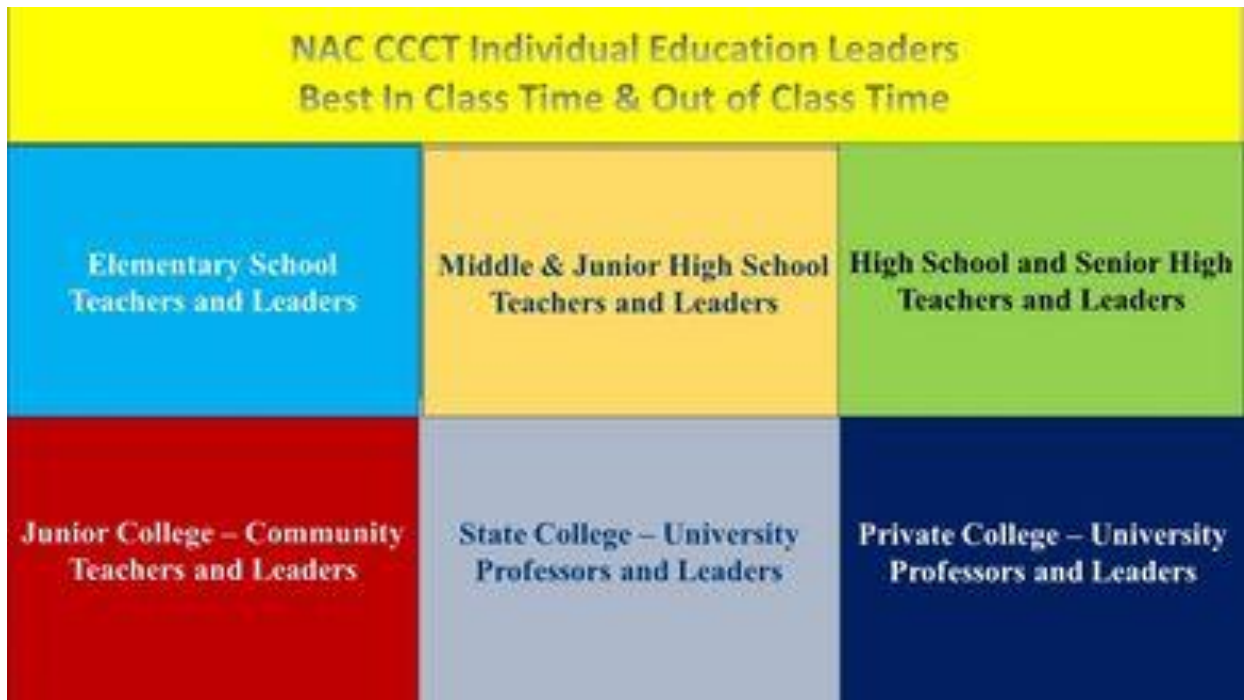 NAC CCCT Individual Education Leaders
Best In Class Time & Out of Class Time
Elementary School
Teachers and Leaders
Middle & Junior High School
Teachers and Leaders
High School and Senior High
Teachers and Leaders
Junior College – Community
Teachers and Leaders
State College – University
Professors and Leaders
Private College – University
Professors and Leaders